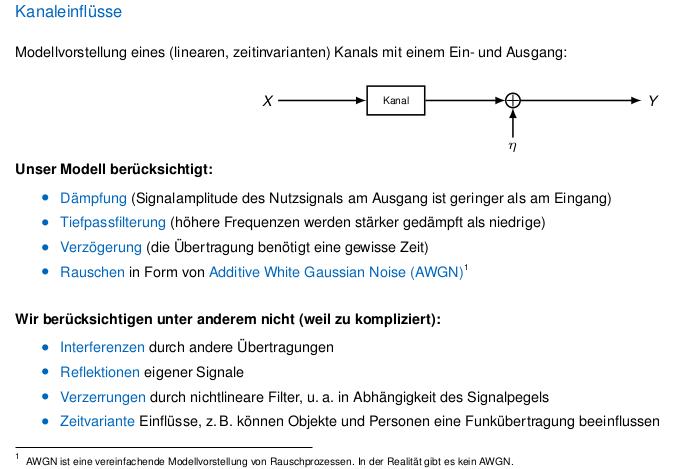 Kanaleinflüsse
Modellvorstellung eines (linearen, zeitinvarianten) Kanals mit einem Ein- und Ausgang:
X Kanal Y
η
Unser Modell berücksichtigt:
• Dämpfung (Signalamplitude des Nutzsignals am Ausgang ist geringer als am Eingang)
• Tiefpassfilterung (höhere Frequenzen werden stärker gedämpft als niedrige)
• Verzögerung (die Übertragung benötigt eine gewisse Zeit)
• Rauschen in Form von Additive White Gaussian Noise (AWGN)¹
Wir berücksichtigen unter anderem nicht (weil zu kompliziert):
• Interferenzen durch andere Übertragungen
• Reflektionen eigener Signale
• Verzerrungen durch nichtlineare Filter, u. a. in Abhängigkeit des Signalpegels
• Zeitvariante Einflüsse, z. B. können Objekte und Personen eine Funkübertragung beeinflussen
¹ AWGN ist eine vereinfachende Modellvorstellung von Rauschprozessen. In der Realität gibt es kein AWGN.